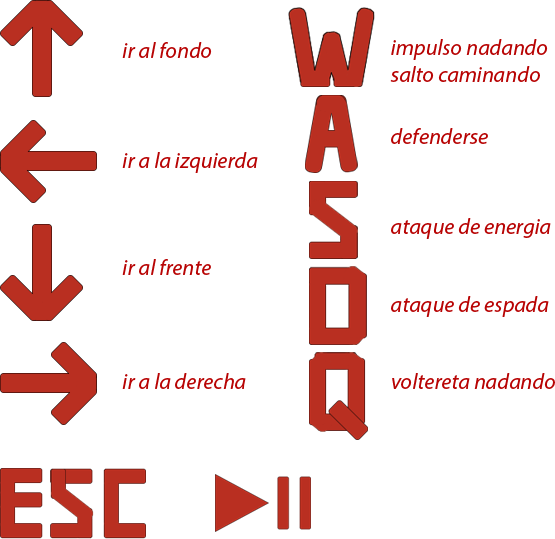 ir al fondo
ir a la izquierda
ir al frente
ir a la derecha
ESC
W
impulso nadando
salto caminando
A
defenderse
S
ataque de energia
D
ataque de espada
Q
voltereta nadando